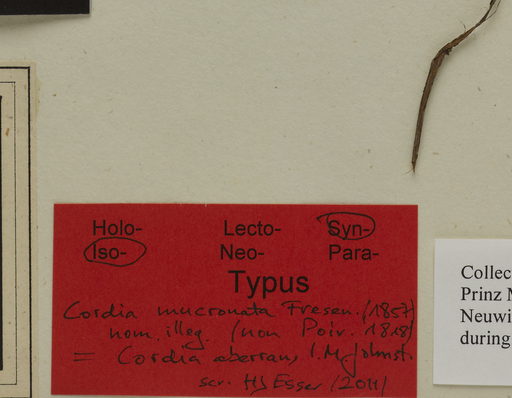 Holo- Lecto- Syn-
Iso- Neo- Para-
Typus
Cordia mucronata Fresen. (1857)
nom. illeg. (non Poir. 1818)
= Cordia aberrans I.M. Johnst.
scr. HJ Esser (2011)
Collec
Prinz M
Neuwi
during